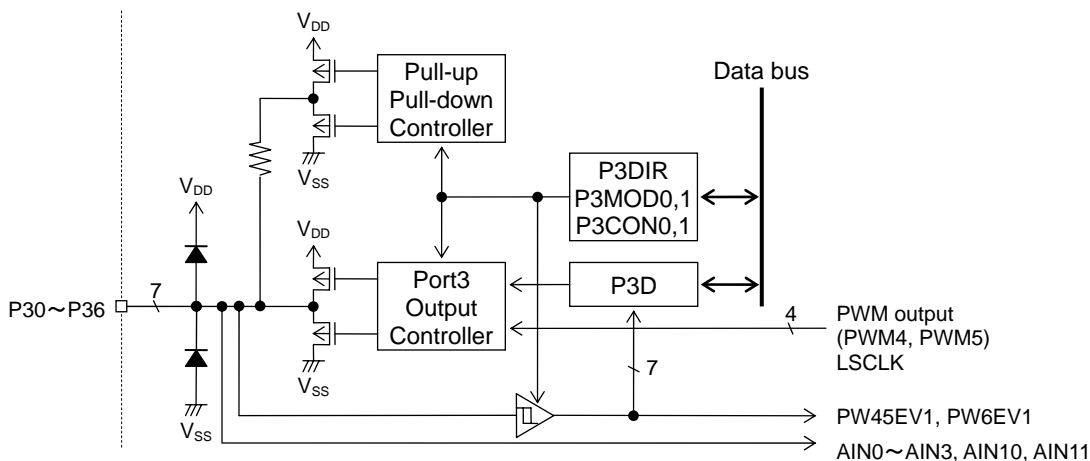 VDD
Pull-up
Pull-down
Controller
Data bus
VSS
P3DIR
P3MOD0,1
P3CON0,1
VDD
VDD
Port3
Output
Controller
P3D
P30～P36
7
4
PWM output
(PWM4, PWM5)
LSCLK
VSS
7
VSS
PW45EV1, PW6EV1
AIN0～AIN3, AIN10, AIN11